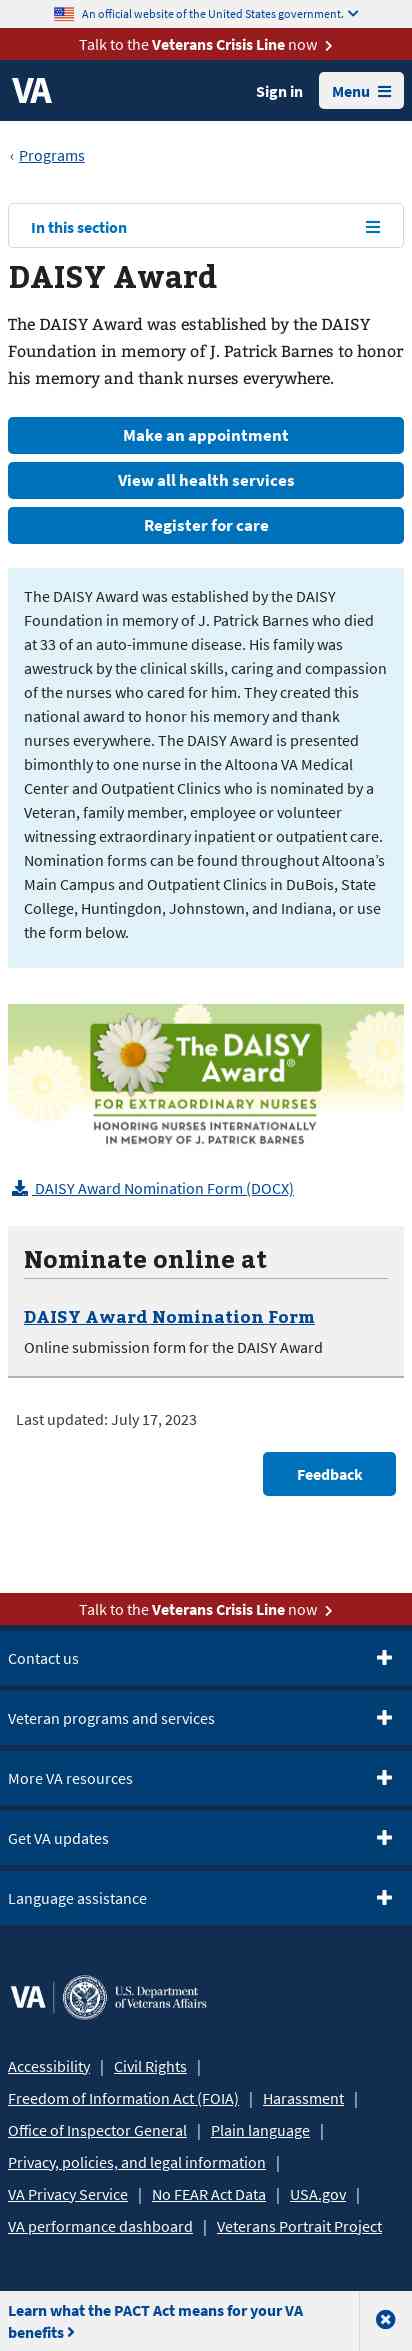 An official website of the United States government.
Talk to the Veterans Crisis Line now
VA
Sign in
Menu
‹ Programs
In this section
DAISY Award
The DAISY Award was established by the DAISY
Foundation in memory of J. Patrick Barnes to honor
his memory and thank nurses everywhere.
Make an appointment
View all health services
Register for care
The DAISY Award was established by the DAISY
Foundation in memory of J. Patrick Barnes who died
at 33 of an auto-immune disease. His family was
awestruck by the clinical skills, caring and compassion
of the nurses who cared for him. They created this
national award to honor his memory and thank
nurses everywhere. The DAISY Award is presented
bimonthly to one nurse in the Altoona VA Medical
Center and Outpatient Clinics who is nominated by a
Veteran, family member, employee or volunteer
witnessing extraordinary inpatient or outpatient care.
Nomination forms can be found throughout Altoona’s
Main Campus and Outpatient Clinics in DuBois, State
College, Huntingdon, Johnstown, and Indiana, or use
the form below.
The DAISY
Award®
FOR EXTRAORDINARY NURSES
HONORING NURSES INTERNATIONALLY
IN MEMORY OF J. PATRICK BARNES
DAISY Award Nomination Form (DOCX)
Nominate online at
DAISY Award Nomination Form
Online submission form for the DAISY Award
Last updated: July 17, 2023
Feedback
Talk to the Veterans Crisis Line now
Contact us
Veteran programs and services
More VA resources
Get VA updates
Language assistance
VA | U.S. Department
of Veterans Affairs
Accessibility | Civil Rights |
Freedom of Information Act (FOIA) | Harassment |
Office of Inspector General | Plain language |
Privacy, policies, and legal information |
VA Privacy Service | No FEAR Act Data | USA.gov |
VA performance dashboard | Veterans Portrait Project
Learn what the PACT Act means for your VA
benefits